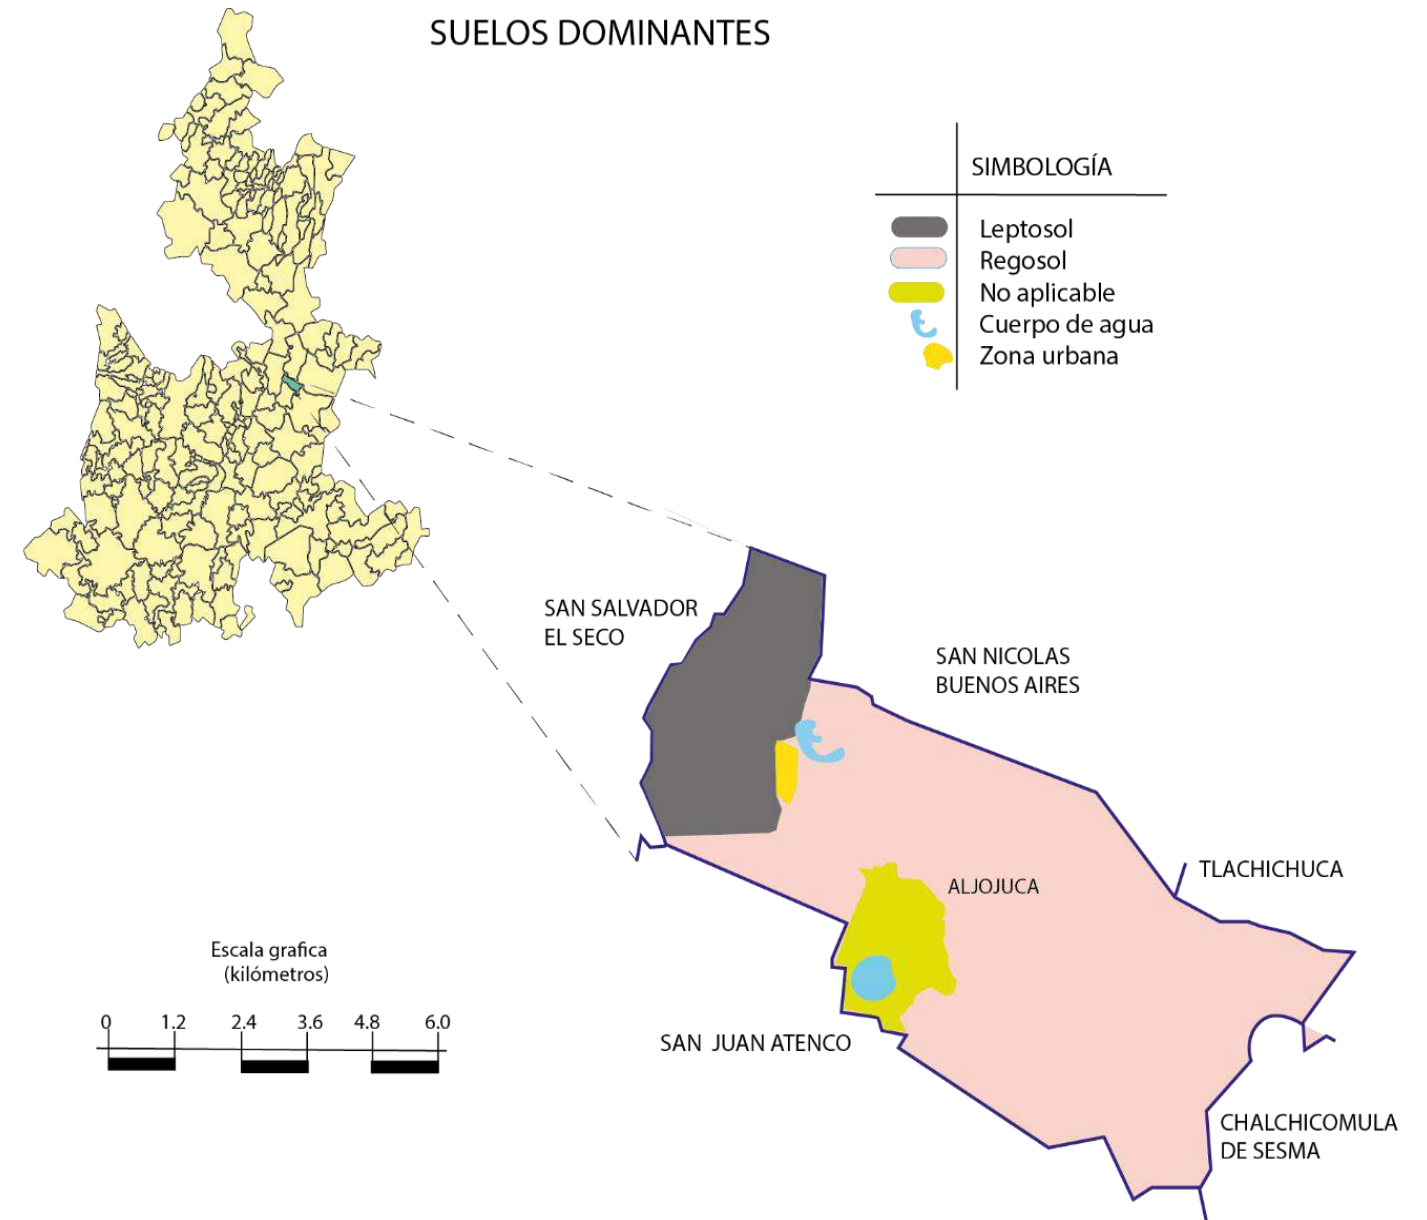 SUELOS DOMINANTES
SIMBOLOGÍA
Leptosol
Regosol
No aplicable
Cuerpo de agua
Zona urbana
SAN SALVADOR
EL SECO
SAN NICOLAS
BUENOS AIRES
TLACHICHUCA
ALJOJUCA
Escala grafica
(kilómetros)
0 1.2 2.4 3.6 4.8 6.0
SAN JUAN ATENCO
CHALCHICOMULA
DE SESMA